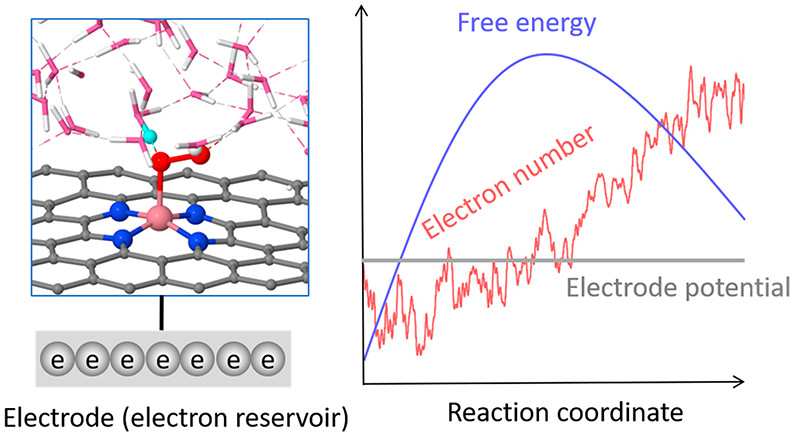 Free energy
Electron number
Electrode potential
e e e e e e e
Electrode (electron reservoir)
Reaction coordinate